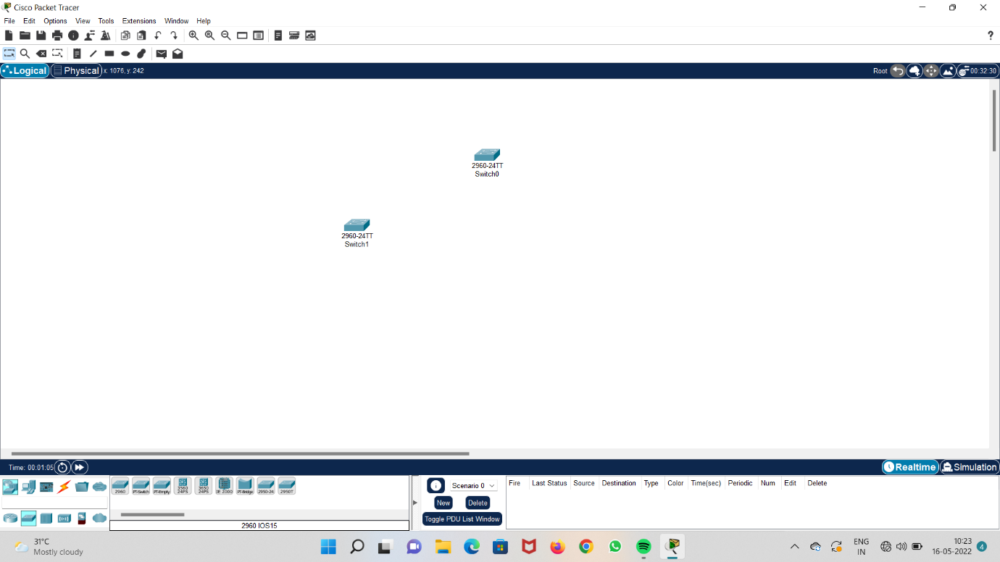 Cisco Packet Tracer
File Edit Options View Tools Extensions Window Help
?
Logical Physical x: 1076, y: 242 Root 00:32:30
2960-24TT
Switch0
2960-24TT
Switch1
Time: 00:01:05 Realtime Simulation
2960 PT-Switch PT-Empty 3560 24PS 3650 24PS IE 2000 PT-Bridge 2950-24 2950T
2960 IOS15
Scenario 0
New Delete
Toggle PDU List Window
Fire Last Status Source Destination Type Color Time(sec) Periodic Num Edit Delete
31°C
Mostly cloudy
ENG
IN
10:23
16-05-2022
4